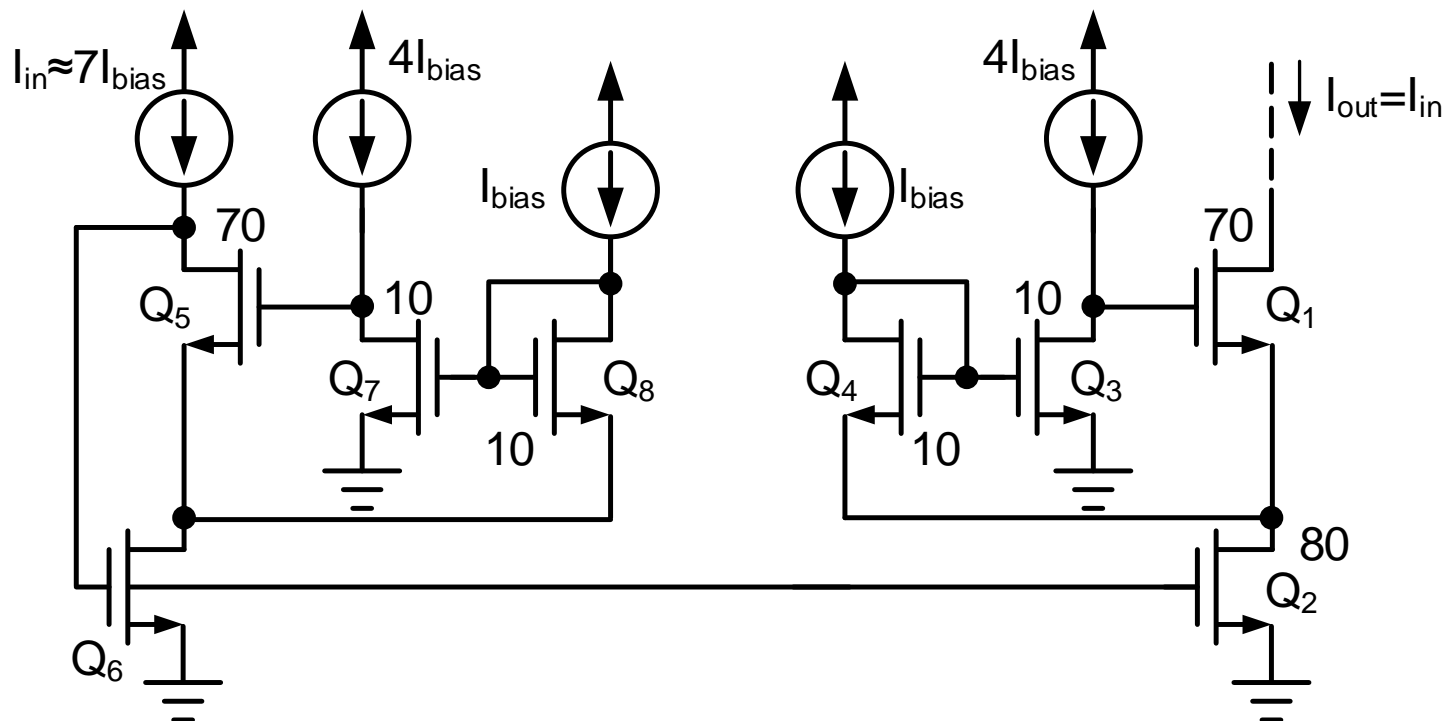 I_in≈7I_bias
4I_bias
I_bias
I_bias
4I_bias
I_out=I_in
70
Q_5
10
Q_7
Q_8
10
Q_4
10
10
Q_3
70
Q_1
Q_6
80
Q_2